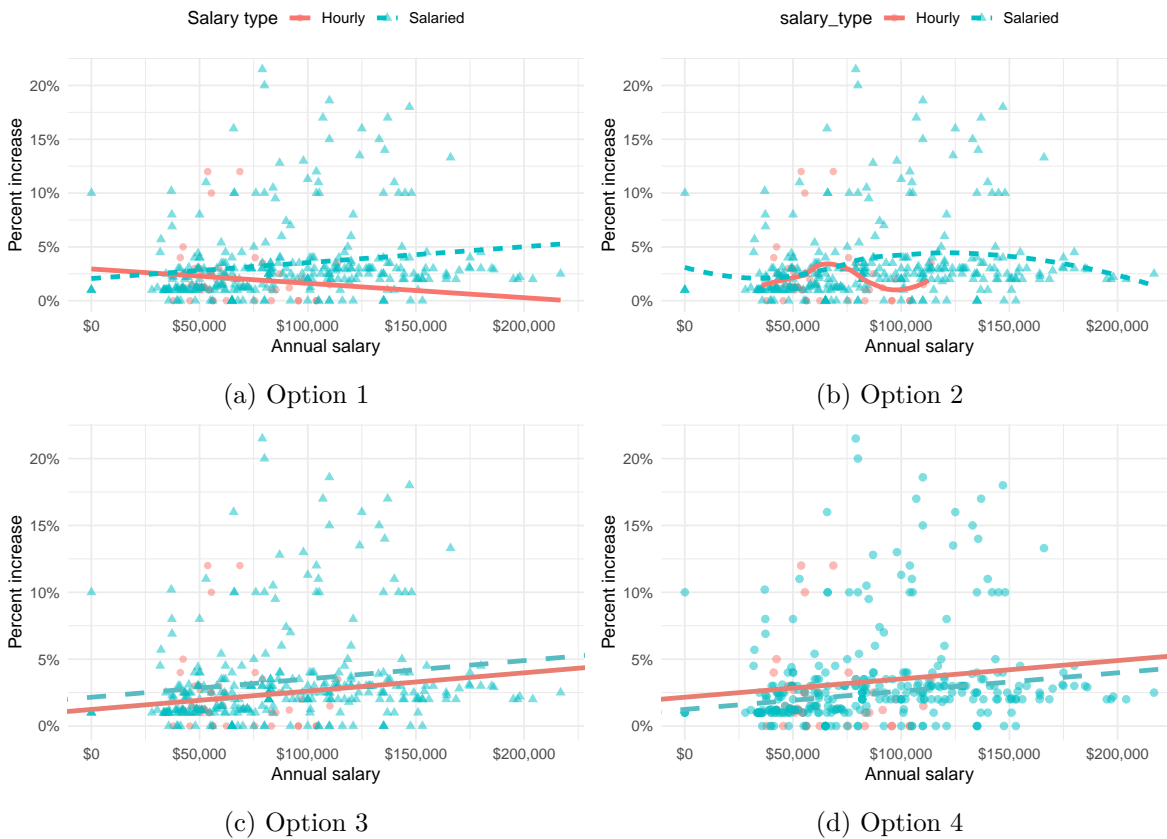 Salary type Hourly Salaried
Percent increase
20%
15%
10%
5%
0%
$0 $50,000 $100,000 $150,000 $200,000
Annual salary
(a) Option 1
salary_type Hourly Salaried
Percent increase
20%
15%
10%
5%
0%
$0 $50,000 $100,000 $150,000 $200,000
Annual salary
(b) Option 2
Percent increase
20%
15%
10%
5%
0%
$0 $50,000 $100,000 $150,000 $200,000
Annual salary
(c) Option 3
Percent increase
20%
15%
10%
5%
0%
$0 $50,000 $100,000 $150,000 $200,000
Annual salary
(d) Option 4